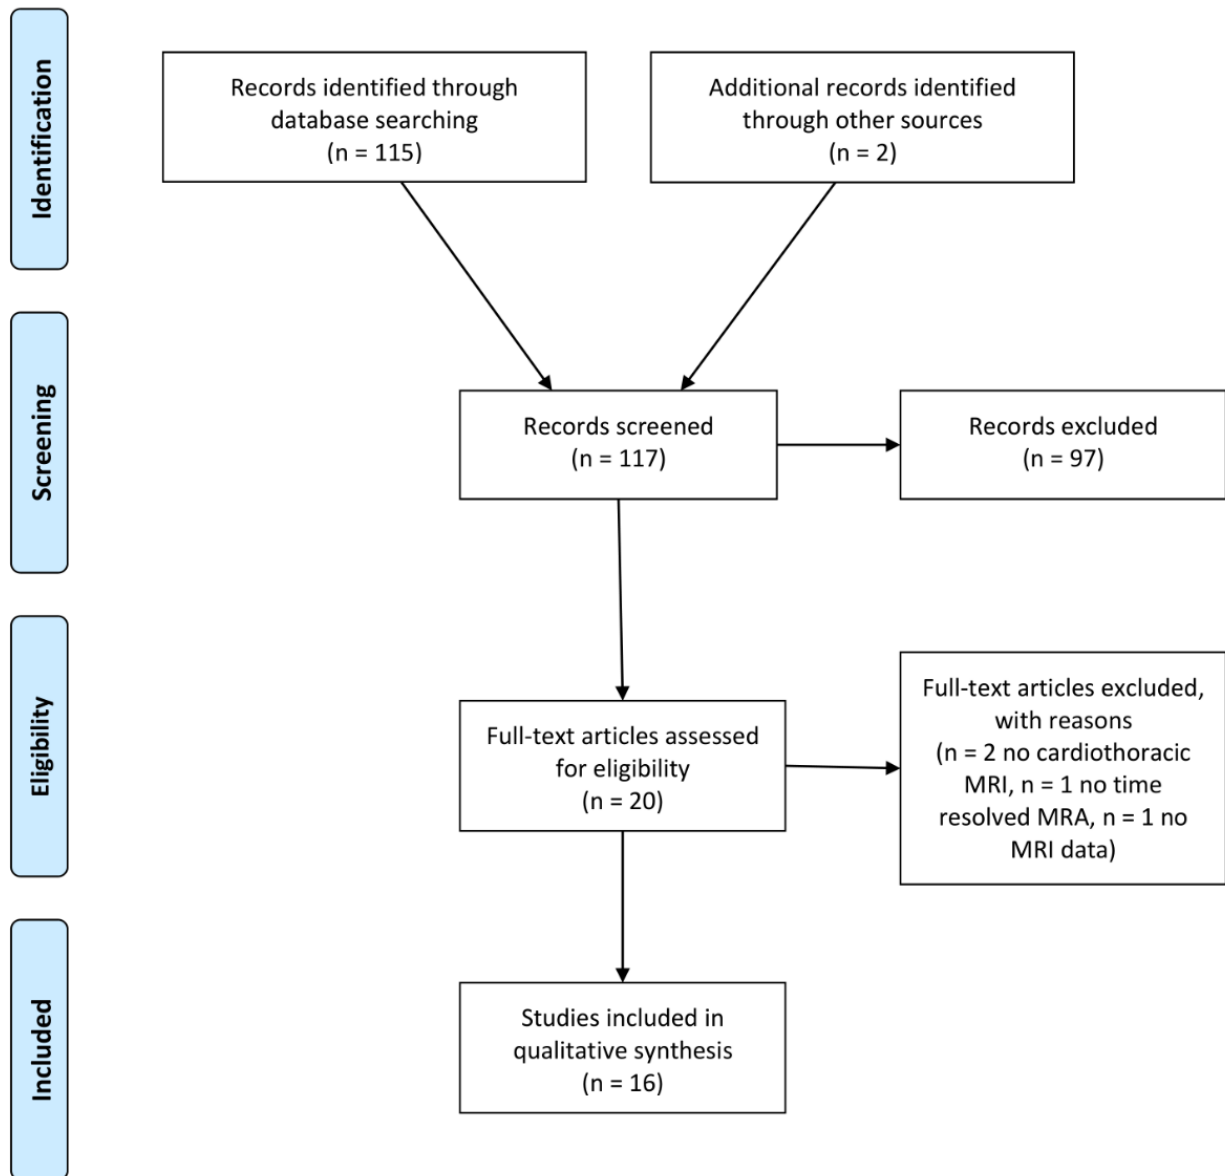 Identification
Records identified through
database searching
(n = 115)
Additional records identified
through other sources
(n = 2)
Screening
Records screened
(n = 117)
Records excluded
(n = 97)
Eligibility
Full-text articles assessed
for eligibility
(n = 20)
Full-text articles excluded,
with reasons
(n = 2 no cardiothoracic
MRI, n = 1 no time
resolved MRA, n = 1 no
MRI data)
Included
Studies included in
qualitative synthesis
(n = 16)